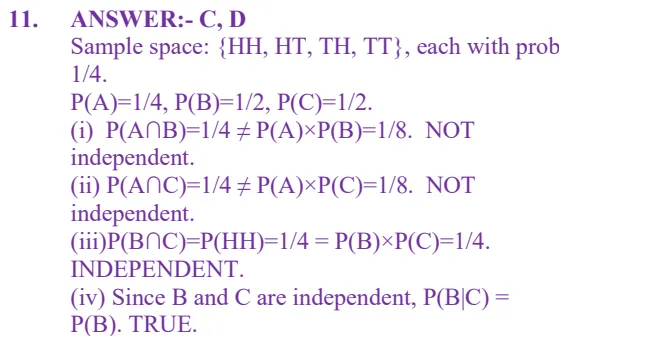 11. ANSWER:- C, D
Sample space: {HH, HT, TH, TT}, each with prob
1/4.
P(A)=1/4, P(B)=1/2, P(C)=1/2.
(i) P(A∩B)=1/4 ≠ P(A)×P(B)=1/8. NOT
independent.
(ii) P(A∩C)=1/4 ≠ P(A)×P(C)=1/8. NOT
independent.
(iii)P(B∩C)=P(HH)=1/4 = P(B)×P(C)=1/4.
INDEPENDENT.
(iv) Since B and C are independent, P(B|C) =
P(B). TRUE.